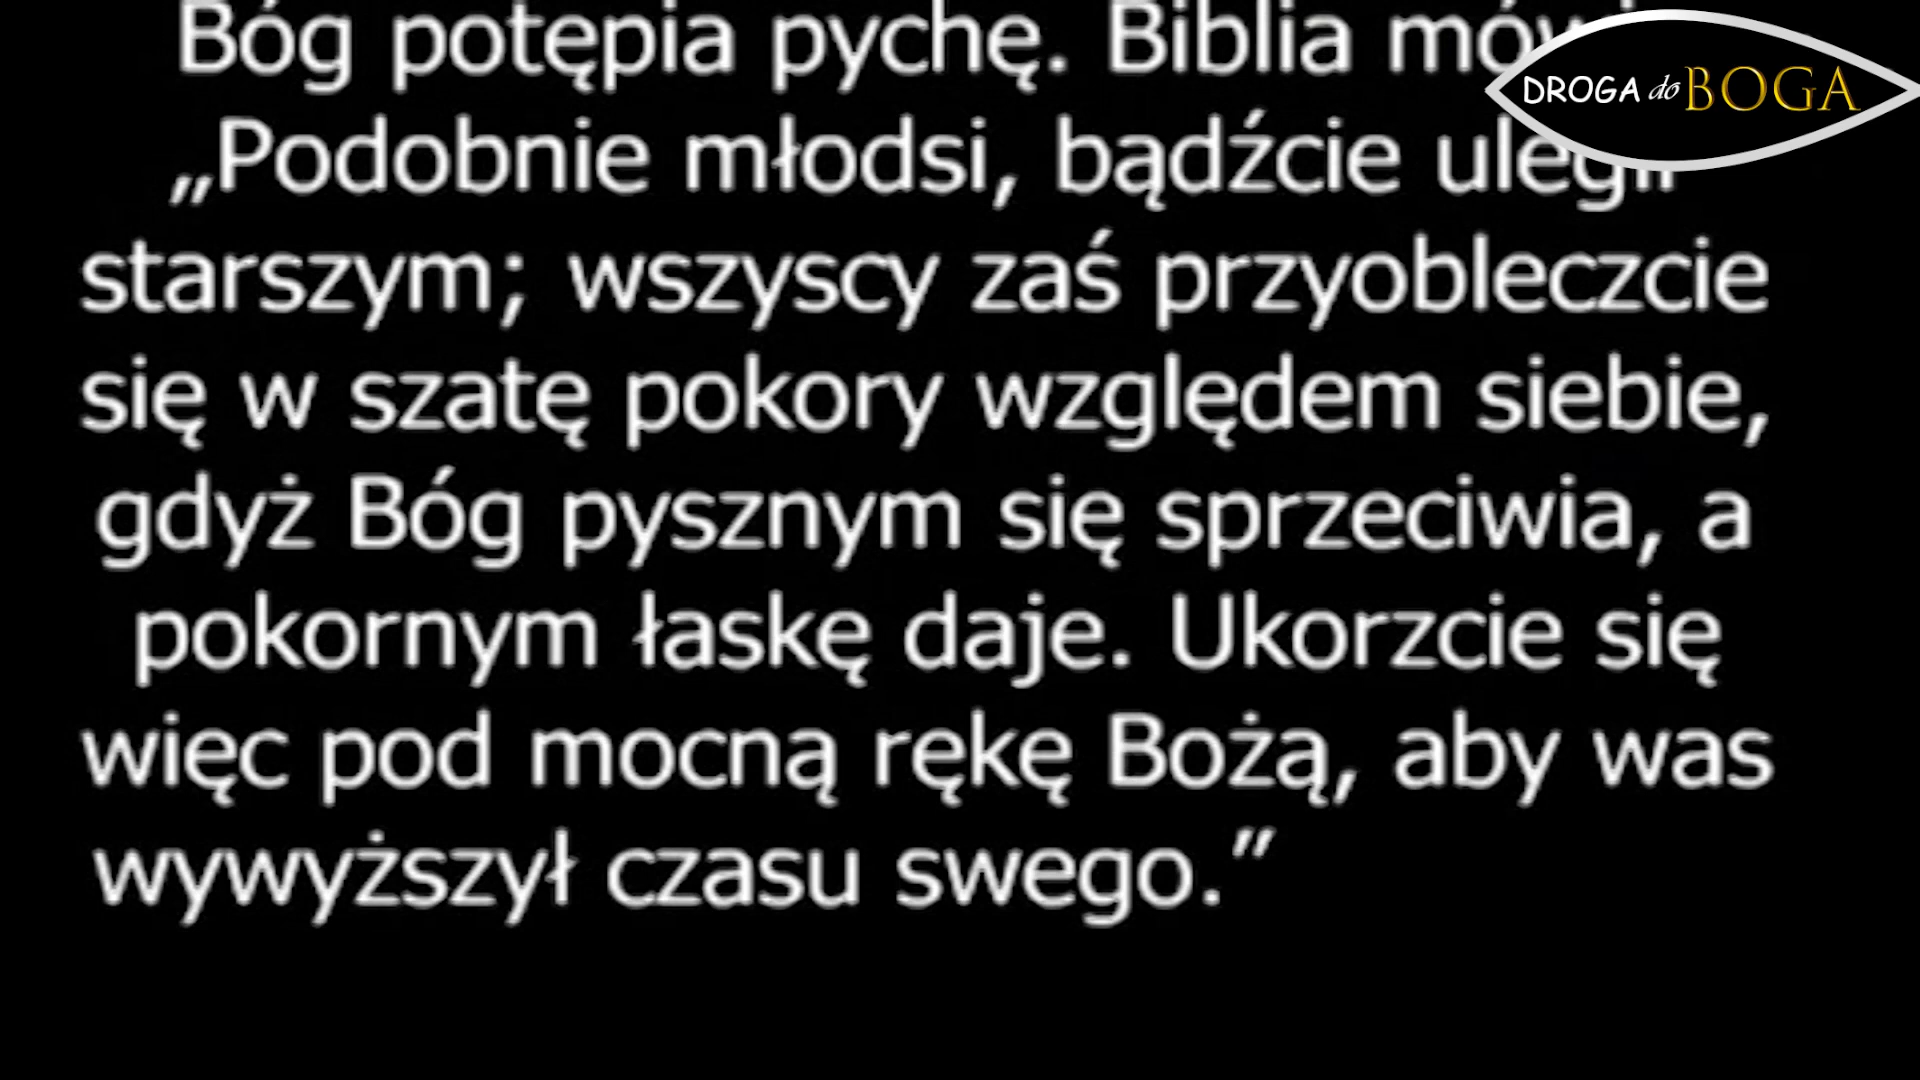 Bóg potępia pychę. Biblia
DROGA do BOGA
„Podobnie młodsi, bądźcie ulegli
starszym; wszyscy zaś przyobleczcie
się w szatę pokory względem siebie,
gdyż Bóg pysznym się sprzeciwia, a
pokornym łaskę daje. Ukorzcie się
więc pod mocną rękę Bożą, aby was
wywyższył czasu swego.”